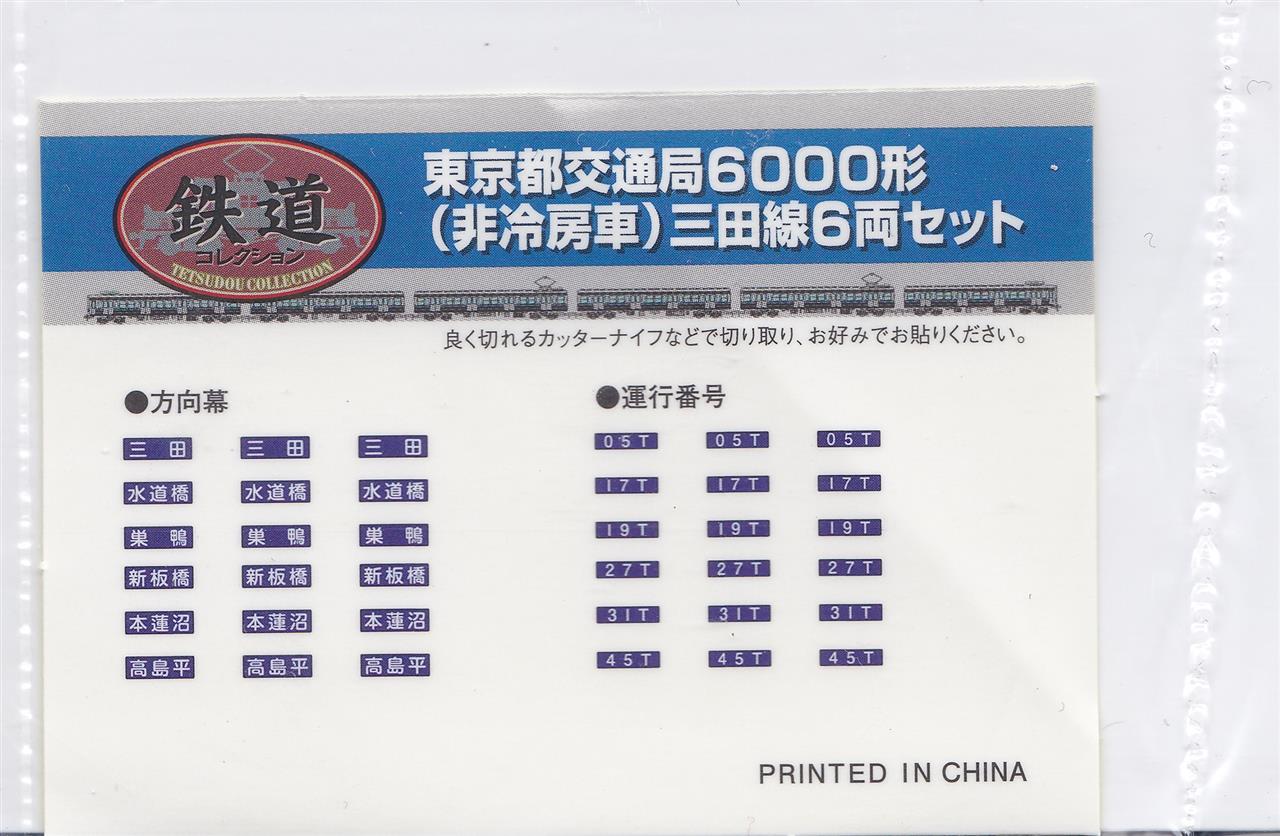 鉄道
コレクション
TETSUDOU COLLECTION
東京都交通局6000形
(非冷房車)三田線6両セット
良く切れるカッターナイフなどで切り取り、お好みでお貼りください。
●方向幕
三田 三田 三田
水道橋 水道橋 水道橋
巣鴨 巣鴨 巣鴨
新板橋 新板橋 新板橋
本蓮沼 本蓮沼 本蓮沼
高島平 高島平 高島平
●運行番号
05T 05T 05T
17T 17T 17T
19T 19T 19T
27T 27T 27T
31T 31T 31T
45T 45T 45T
PRINTED IN CHINA